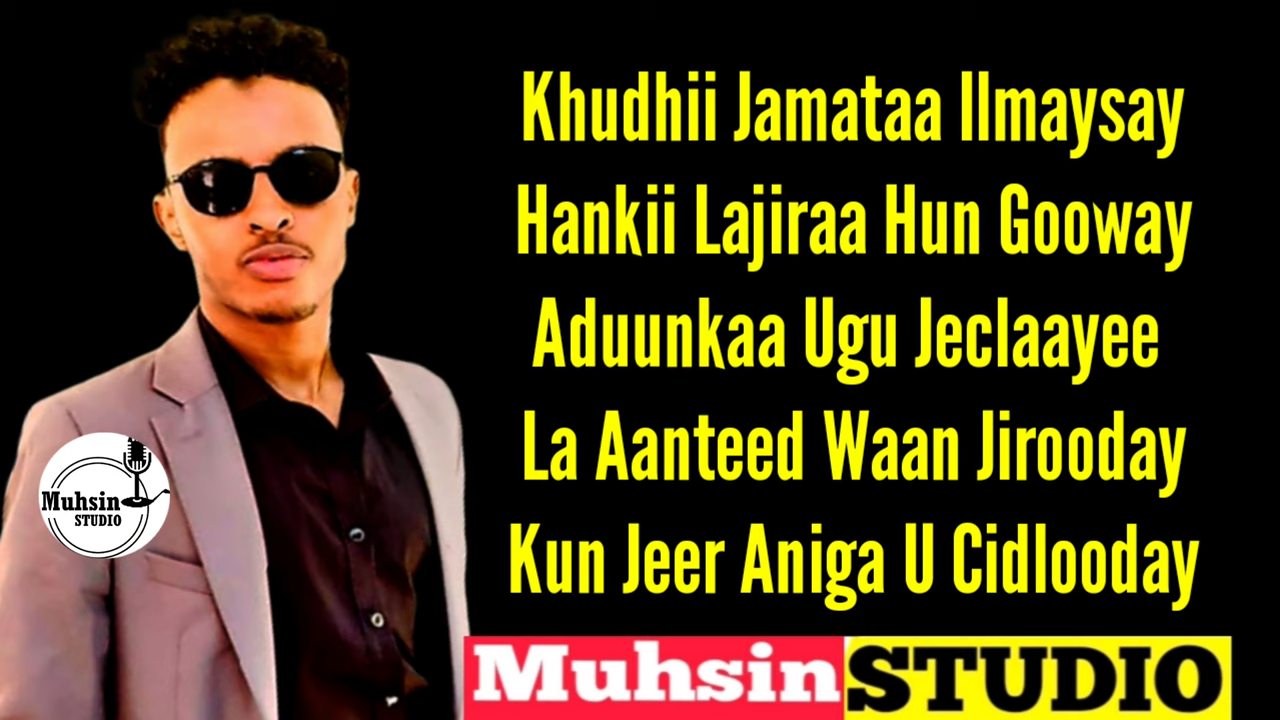 Khudhii Jamataa Ilmaysay
Hankii Lajiraa Hun Gooway
Aduunkaa Ugu Jeclaayee
La Aanteed Waan Jirooday
Kun Jeer Aniga U Cidlooday
Muhsin
STUDIO
Muhsin STUDIO